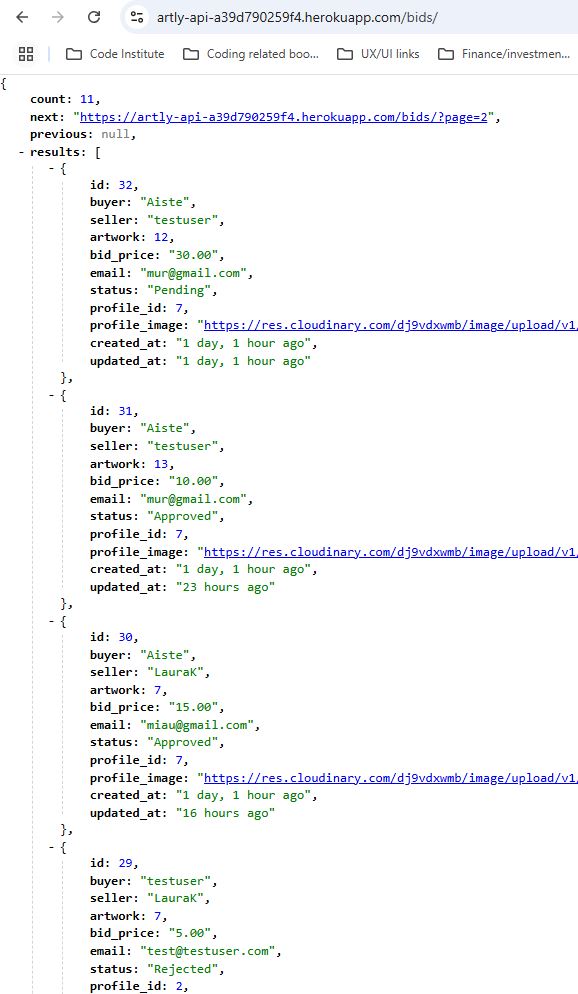 artly-api-a39d790259f4.herokuapp.com/bids/
Code Institute
Coding related boo...
UX/UI links
Finance/investmen...
{
count: 11,
next: "https://artly-api-a39d790259f4.herokuapp.com/bids/?page=2",
previous: null,
- results: [
- {
id: 32,
buyer: "Aiste",
seller: "testuser",
artwork: 12,
bid_price: "30.00",
email: "mur@gmail.com",
status: "Pending",
profile_id: 7,
profile_image: "https://res.cloudinary.com/dj9vdxwmb/image/upload/v1/
created_at: "1 day, 1 hour ago",
updated_at: "1 day, 1 hour ago"
},
- {
id: 31,
buyer: "Aiste",
seller: "testuser",
artwork: 13,
bid_price: "10.00",
email: "mur@gmail.com",
status: "Approved",
profile_id: 7,
profile_image: "https://res.cloudinary.com/dj9vdxwmb/image/upload/v1/
created_at: "1 day, 1 hour ago",
updated_at: "23 hours ago"
},
- {
id: 30,
buyer: "Aiste",
seller: "LauraK",
artwork: 7,
bid_price: "15.00",
email: "miau@gmail.com",
status: "Approved",
profile_id: 7,
profile_image: "https://res.cloudinary.com/dj9vdxwmb/image/upload/v1/
created_at: "1 day, 1 hour ago",
updated_at: "16 hours ago"
},
- {
id: 29,
buyer: "testuser",
seller: "LauraK",
artwork: 7,
bid_price: "5.00",
email: "test@testuser.com",
status: "Rejected",
profile_id: 2,